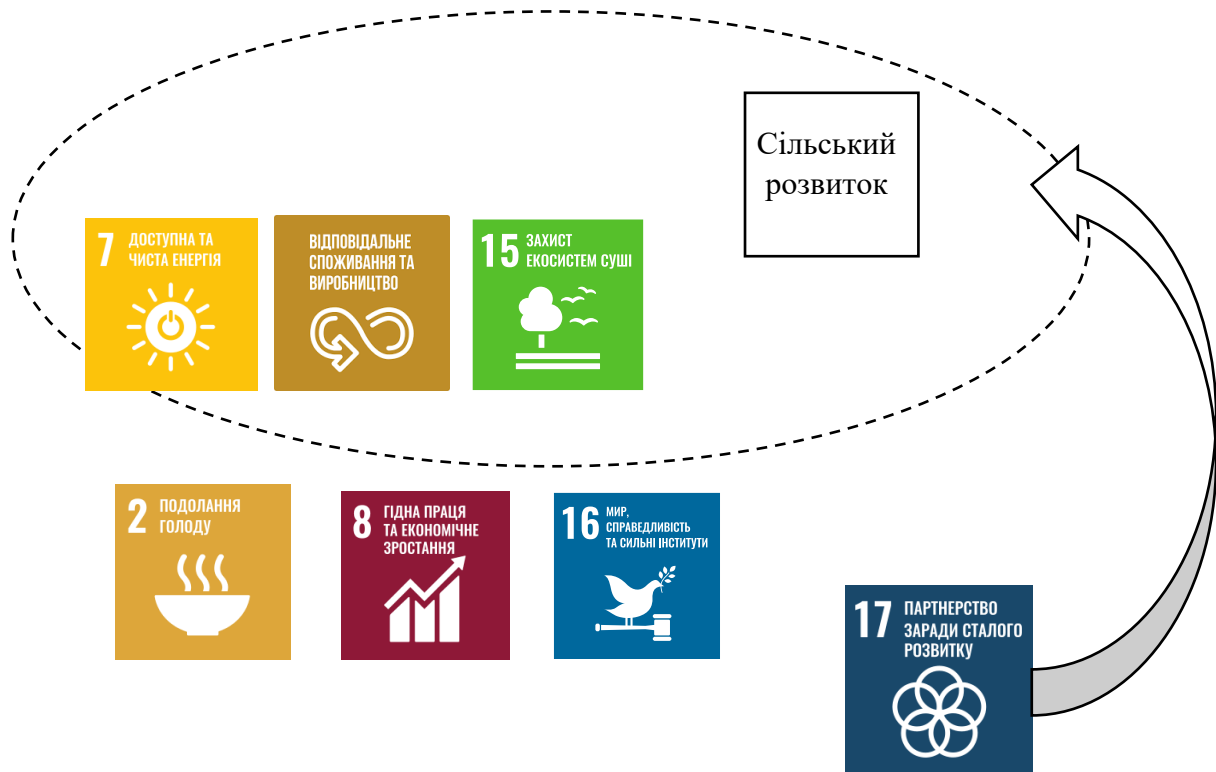 Сільський
розвиток
7 ДОСТУПНА ТА
ЧИСТА ЕНЕРГІЯ
ВІДПОВІДАЛЬНЕ
СПОЖИВАННЯ ТА
ВИРОБНИЦТВО
15 ЗАХИСТ
ЕКОСИСТЕМ СУШІ
2 ПОДОЛАННЯ
ГОЛОДУ
8 ГІДНА ПРАЦЯ
ТА ЕКОНОМІЧНЕ
ЗРОСТАННЯ
16 МИР,
СПРАВЕДЛИВІСТЬ
ТА СИЛЬНІ ІНСТИТУТИ
17 ПАРТНЕРСТВО
ЗАРАДИ СТАЛОГО
РОЗВИТКУ